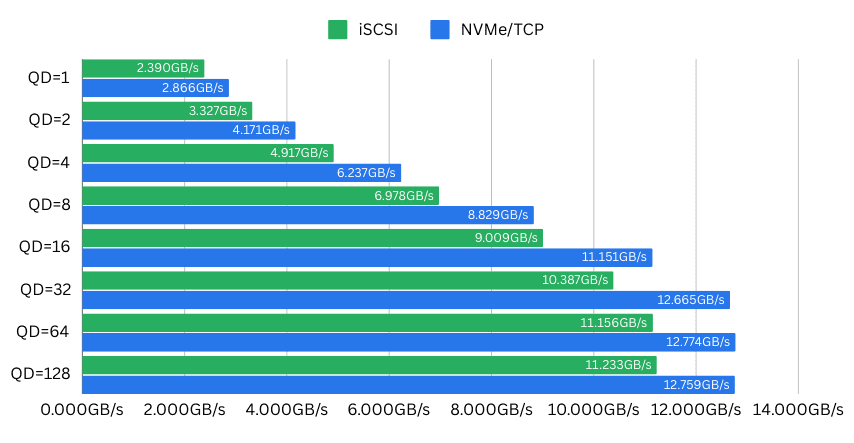 iSCSI NVMe/TCP
QD=1
2.390GB/s
2.866GB/s
QD=2
3.327GB/s
4.171GB/s
QD=4
4.917GB/s
6.237GB/s
QD=8
6.978GB/s
8.829GB/s
QD=16
9.009GB/s
11.151GB/s
QD=32
10.387GB/s
12.665GB/s
QD=64
11.156GB/s
12.774GB/s
QD=128
11.233GB/s
12.759GB/s
0.000GB/s 2.000GB/s 4.000GB/s 6.000GB/s 8.000GB/s 10.000GB/s 12.000GB/s 14.000GB/s